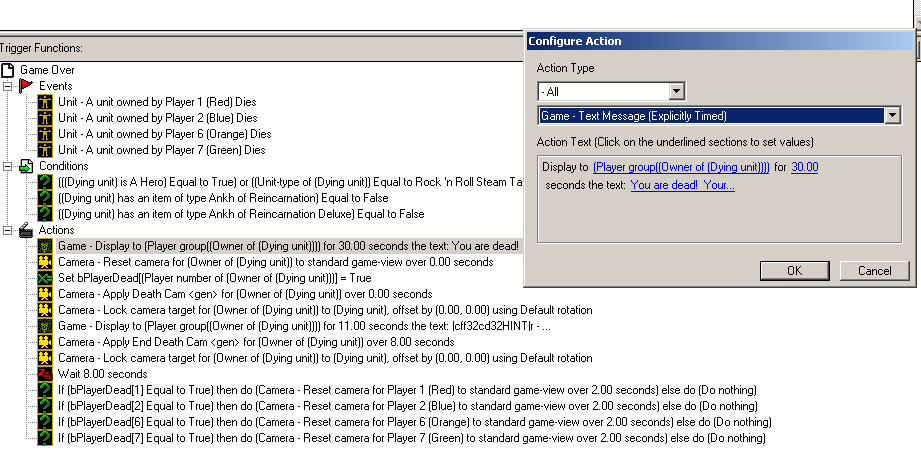 Trigger Functions:
Game Over
Events
Unit - A unit owned by Player 1 (Red) Dies
Unit - A unit owned by Player 2 (Blue) Dies
Unit - A unit owned by Player 6 (Orange) Dies
Unit - A unit owned by Player 7 (Green) Dies
Conditions
(((Dying unit) is A Hero) Equal to True) or ((Unit-type of (Dying unit)) Equal to Rock 'n Roll Steam Ta
((Dying unit) has an item of type Ankh of Reincarnation) Equal to False
((Dying unit) has an item of type Ankh of Reincarnation Deluxe) Equal to False
Actions
Game - Display to (Player group((Owner of (Dying unit)))) for 30.00 seconds the text: You are dead!
Camera - Reset camera for (Owner of (Dying unit)) to standard game-view over 0.00 seconds
Set bPlayerDead[(Player number of (Owner of (Dying unit)))] = True
Camera - Apply Death Cam <gen> for (Owner of (Dying unit)) over 0.00 seconds
Camera - Lock camera target for (Owner of (Dying unit)) to (Dying unit), offset by (0.00, 0.00) using Default rotation
Game - Display to (Player group((Owner of (Dying unit)))) for 11.00 seconds the text: |cff32cd32HINT|r - ...
Camera - Apply End Death Cam <gen> for (Owner of (Dying unit)) over 8.00 seconds
Camera - Lock camera target for (Owner of (Dying unit)) to (Dying unit), offset by (0.00, 0.00) using Default rotation
Wait 8.00 seconds
If (bPlayerDead[1] Equal to True) then do (Camera - Reset camera for Player 1 (Red) to standard game-view over 2.00 seconds) else do (Do nothing)
If (bPlayerDead[2] Equal to True) then do (Camera - Reset camera for Player 2 (Blue) to standard game-view over 2.00 seconds) else do (Do nothing)
If (bPlayerDead[6] Equal to True) then do (Camera - Reset camera for Player 6 (Orange) to standard game-view over 2.00 seconds) else do (Do nothing)
If (bPlayerDead[7] Equal to True) then do (Camera - Reset camera for Player 7 (Green) to standard game-view over 2.00 seconds) else do (Do nothing)
Configure Action
Action Type
- All
Game - Text Message (Explicitly Timed)
Action Text (Click on the underlined sections to set values)
Display to (Player group((Owner of (Dying unit)))) for 30.00
seconds the text: You are dead! Your...
OK
Cancel